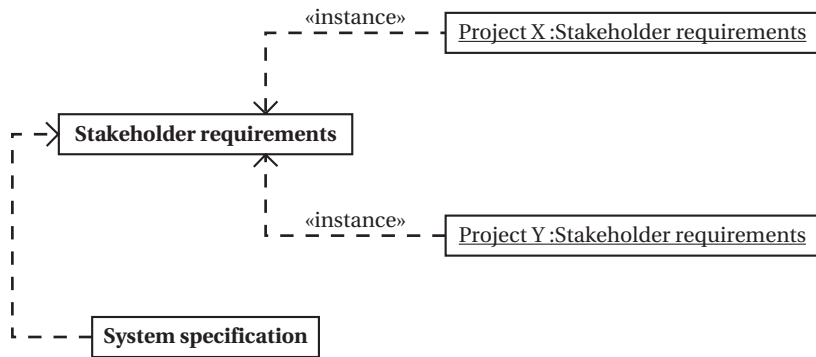 «instance»
Project X :Stakeholder requirements
Stakeholder requirements
«instance»
Project Y :Stakeholder requirements
System specification